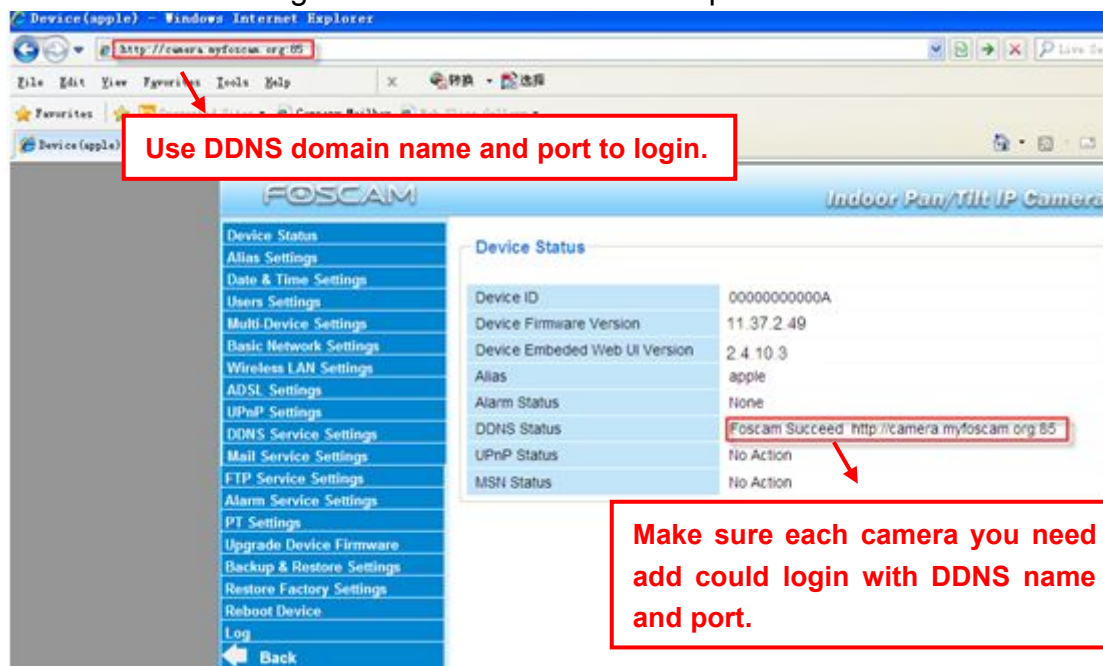 Device(apple) - Windows Internet Explorer
http://camera.myfoscam.org:85
Live Se
File Edit View Favorites Tools Help
x 转换 选择
Favorites
Device(apple)
Use DDNS domain name and port to login.
FOSCAM
Indoor Pan/Tilt IP Camera
Device Status
Alias Settings
Date & Time Settings
Users Settings
Multi-Device Settings
Basic Network Settings
Wireless LAN Settings
ADSL Settings
UPnP Settings
DDNS Service Settings
Mail Service Settings
FTP Service Settings
Alarm Service Settings
PT Settings
Upgrade Device Firmware
Backup & Restore Settings
Restore Factory Settings
Reboot Device
Log
Back
Device Status
Device ID 00000000000A
Device Firmware Version 11.37.2.49
Device Embeded Web UI Version 2.4.10.3
Alias apple
Alarm Status None
DDNS Status Foscam Succeed http://camera.myfoscam.org:85
UPnP Status No Action
MSN Status No Action
Make sure each camera you need
add could login with DDNS name
and port.